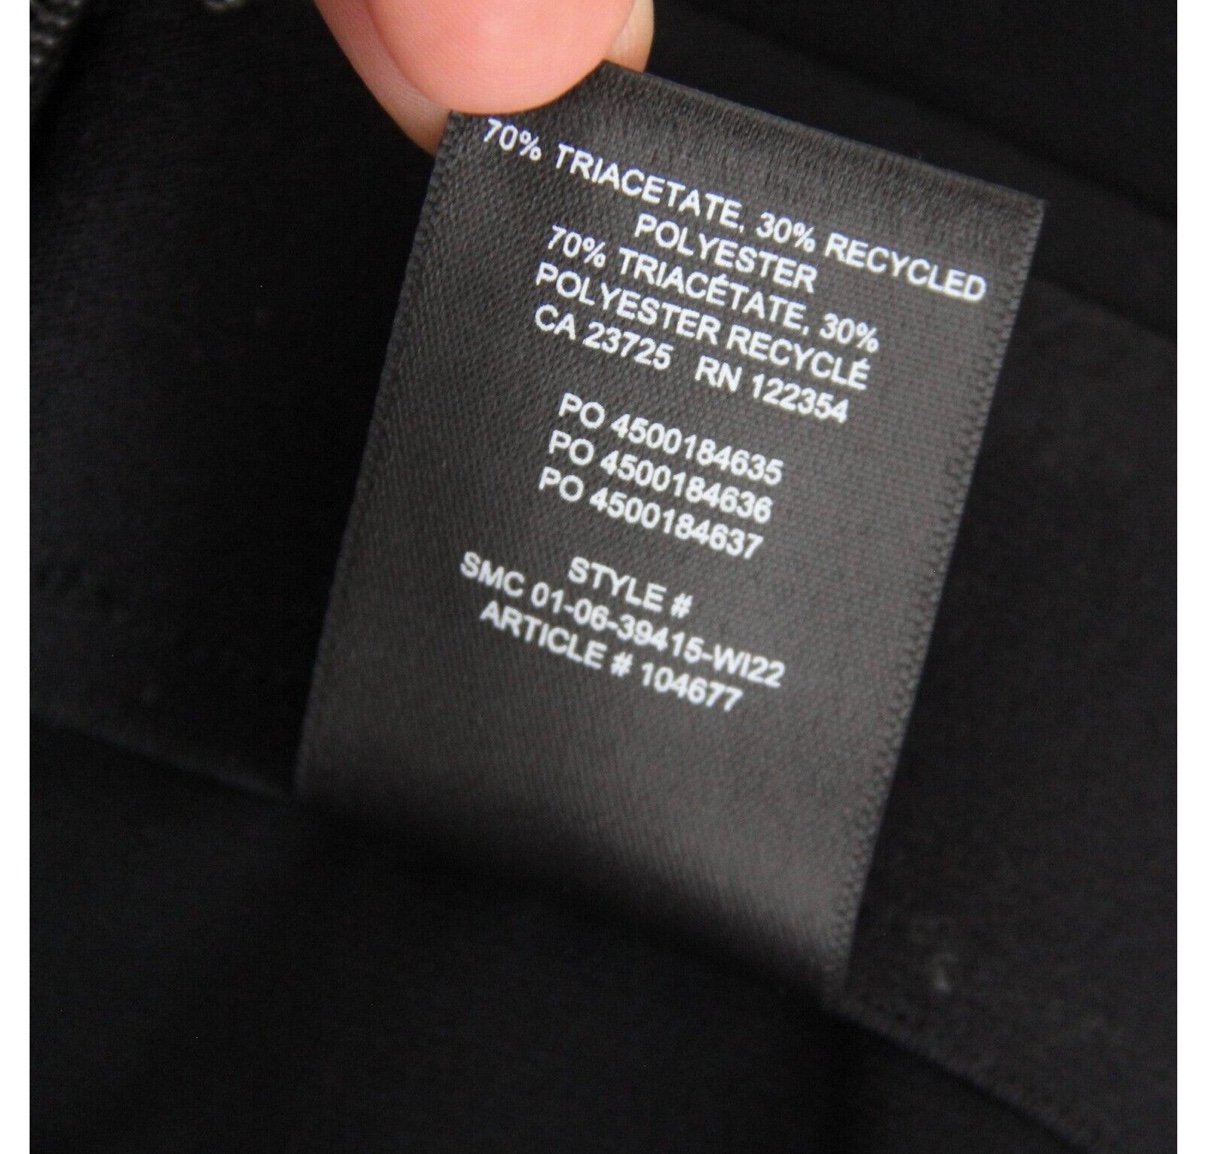 70% TRIACETATE, 30% RECYCLED
POLYESTER
70% TRIACÉTATE, 30%
POLYESTER RECYCLÉ
CA 23725 RN 122354
PO 4500184635
PO 4500184636
PO 4500184637
STYLE #
SMC 01-06-39415-WI22
ARTICLE # 104677